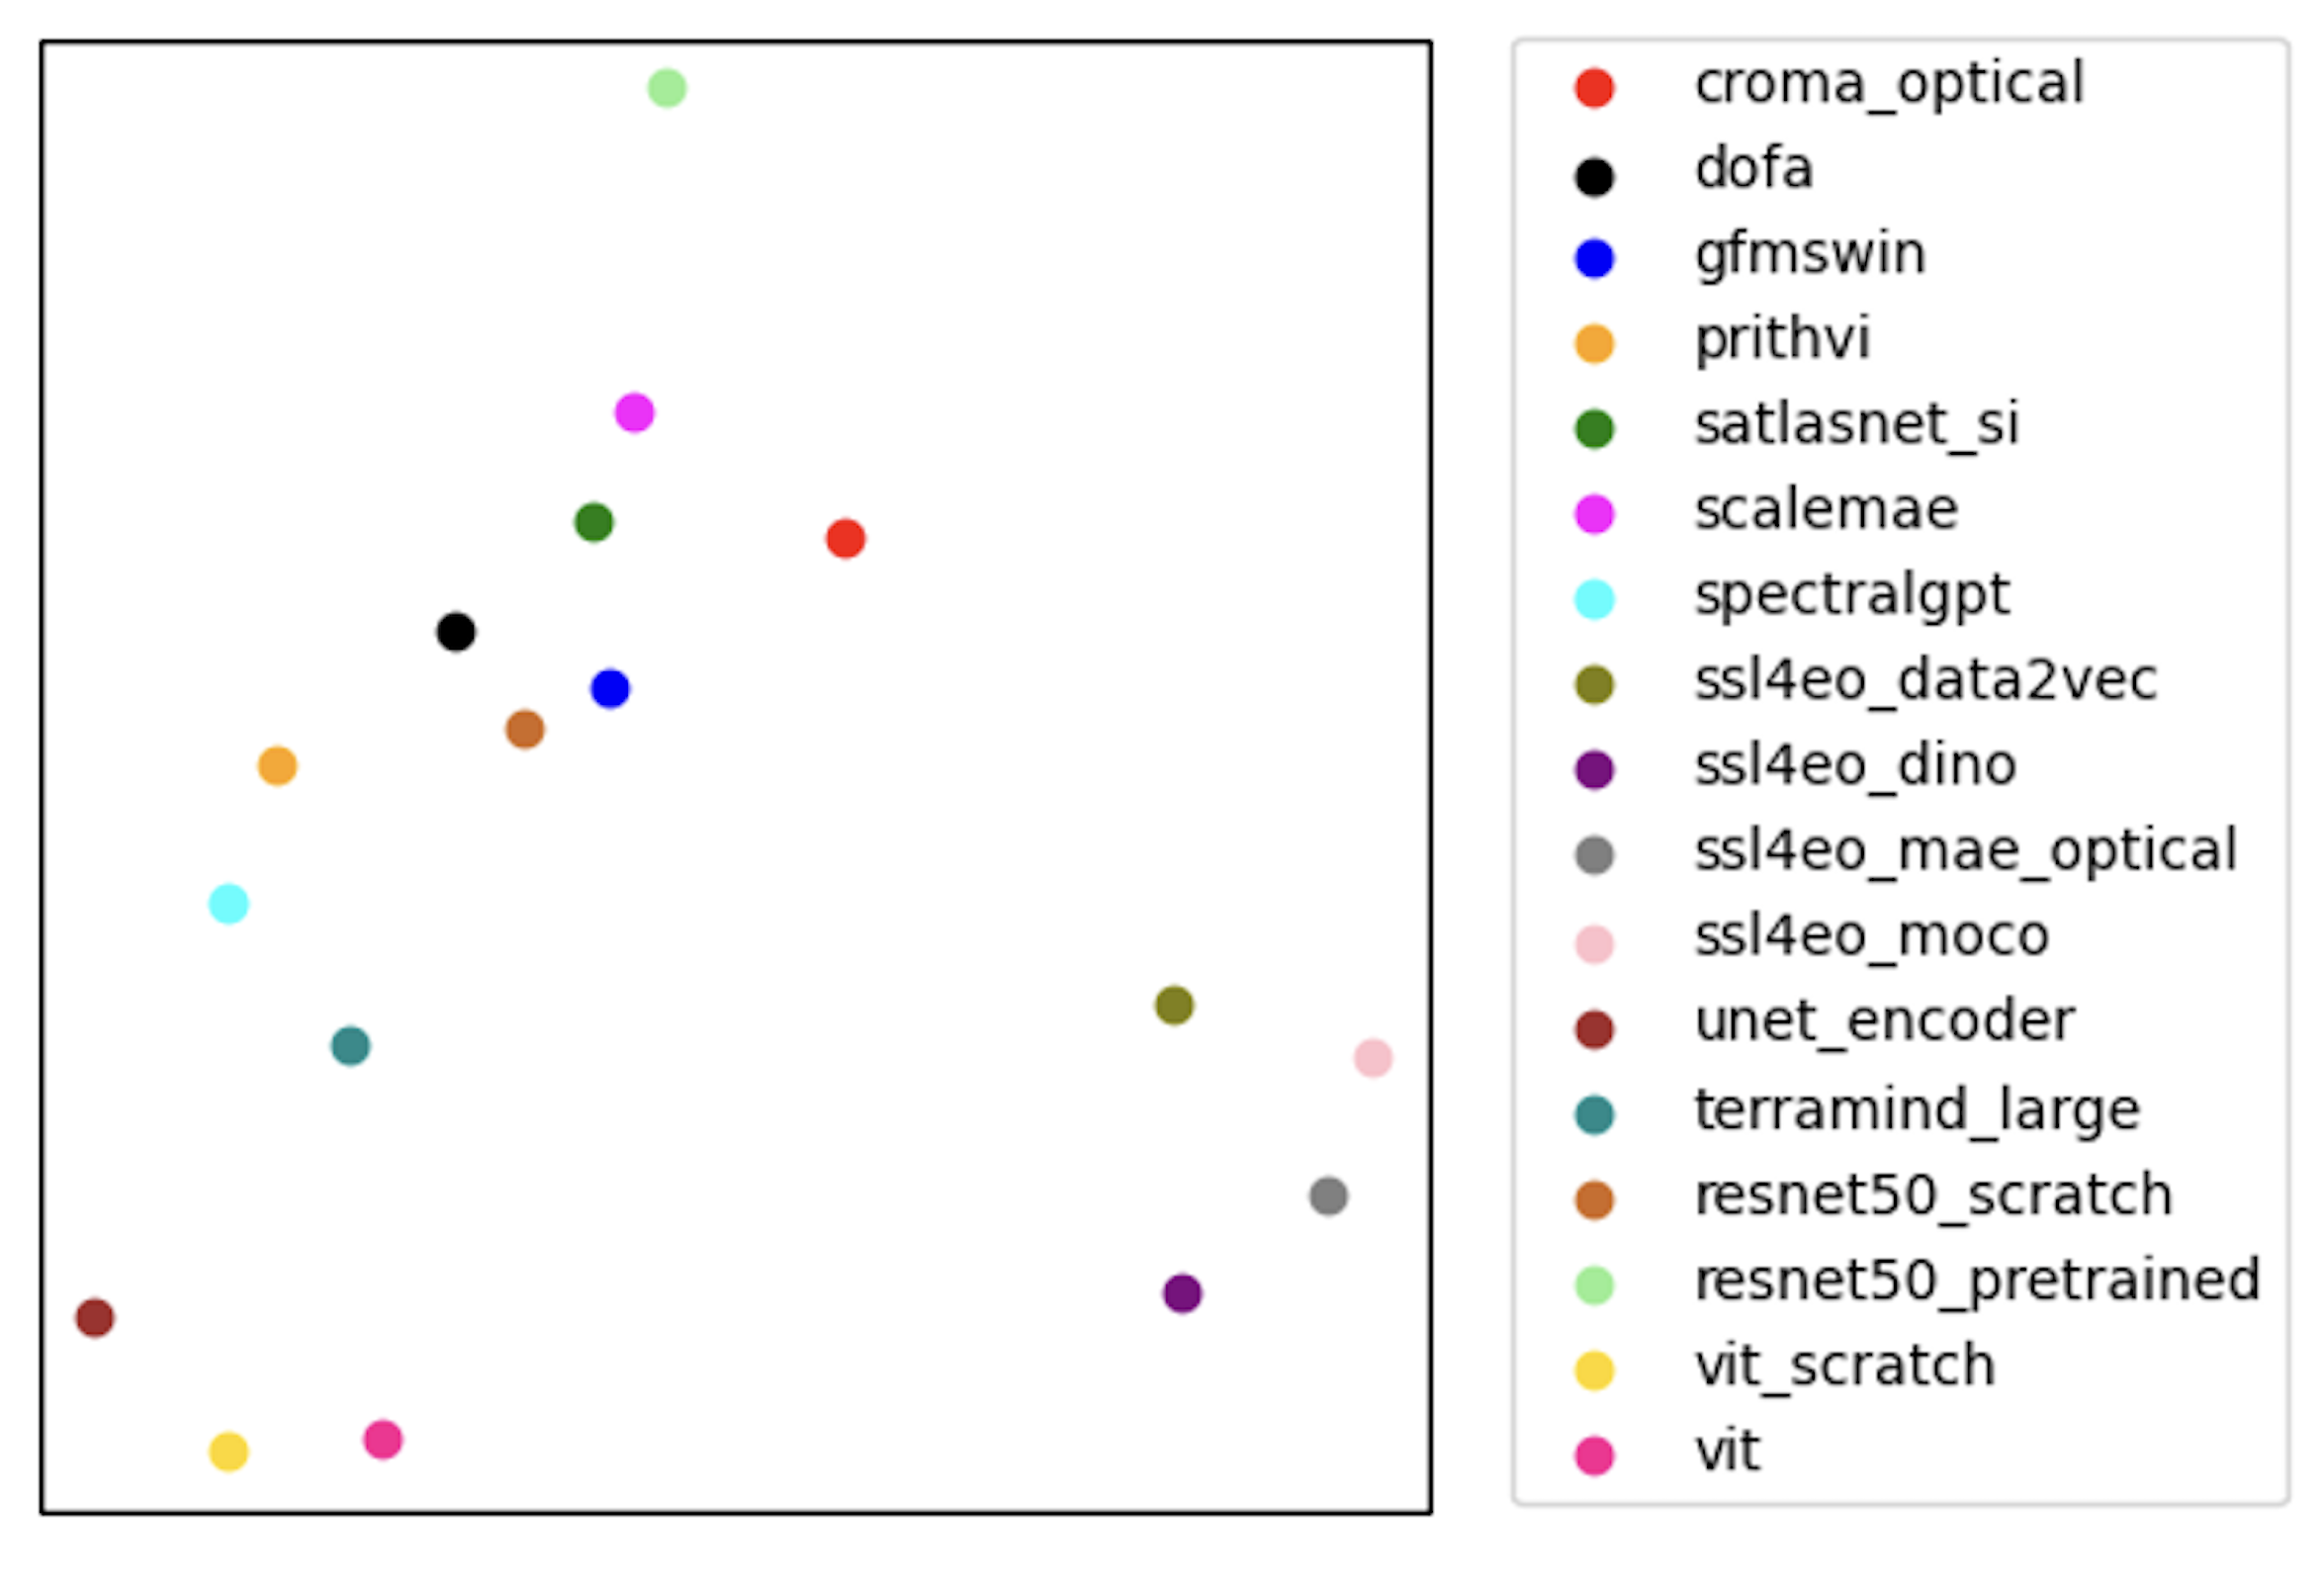 croma_optical
dofa
gfmswin
prithvi
satlasnet_si
scalemae
spectralgpt
ssl4eo_data2vec
ssl4eo_dino
ssl4eo_mae_optical
ssl4eo_moco
unet_encoder
terramind_large
resnet50_scratch
resnet50_pretrained
vit_scratch
vit